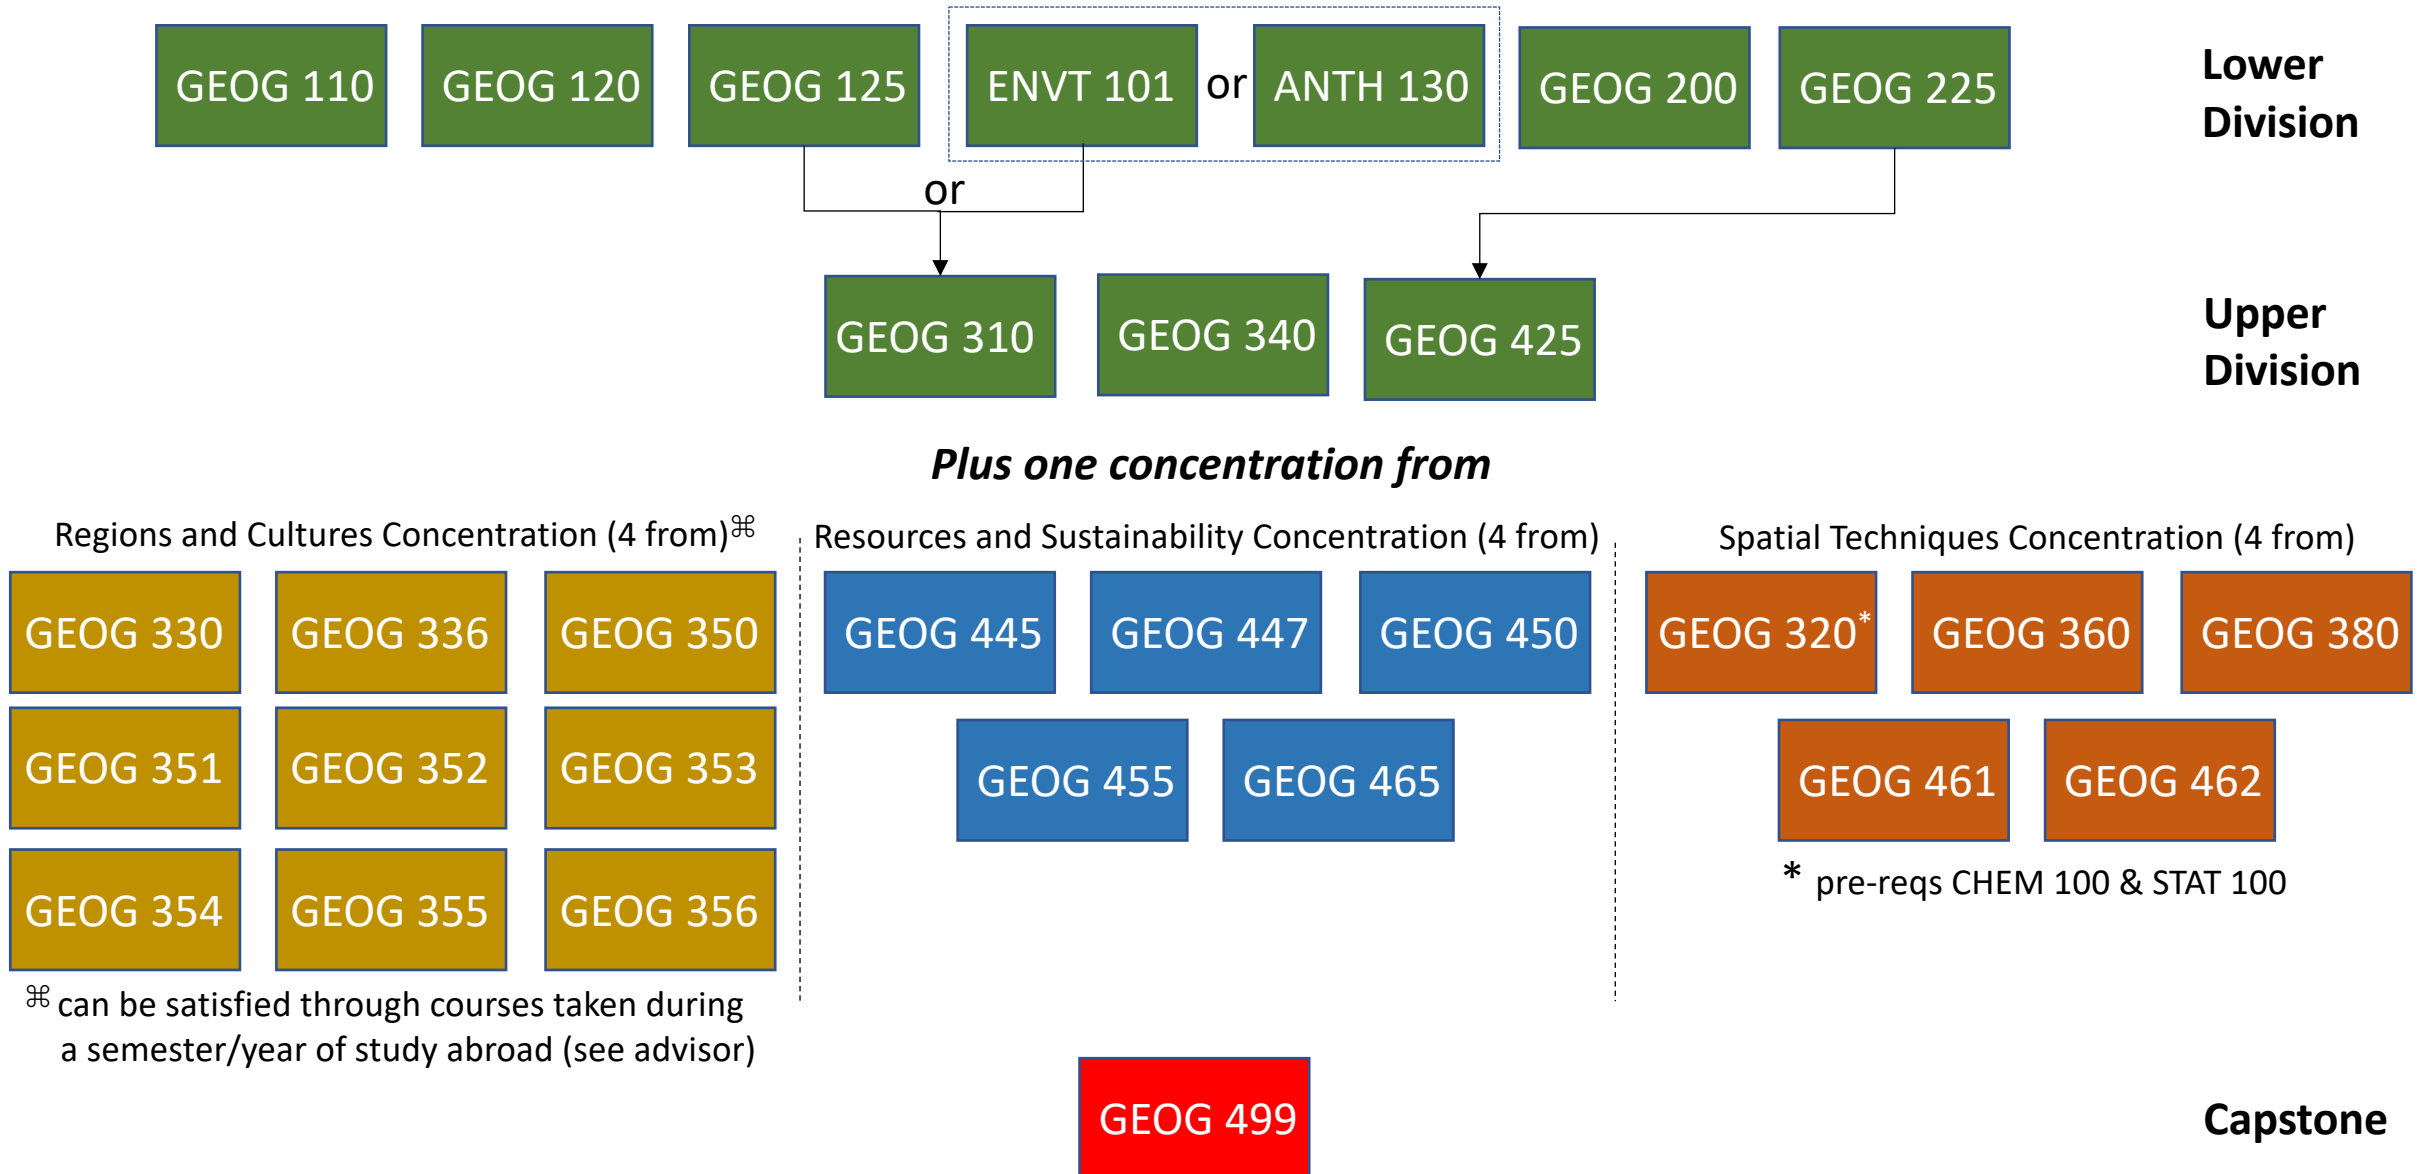 GEOG 110
GEOG 120
GEOG 125
ENVT 101
or
ANTH 130
GEOG 200
GEOG 225
Lower
Division
or
GEOG 310
GEOG 340
GEOG 425
Upper
Division
Plus one concentration from
Regions and Cultures Concentration (4 from)⌘
GEOG 330
GEOG 336
GEOG 350
GEOG 351
GEOG 352
GEOG 353
GEOG 354
GEOG 355
GEOG 356
⌘ can be satisfied through courses taken during
a semester/year of study abroad (see advisor)
Resources and Sustainability Concentration (4 from)
GEOG 445
GEOG 447
GEOG 450
GEOG 455
GEOG 465
Spatial Techniques Concentration (4 from)
GEOG 320*
GEOG 360
GEOG 380
GEOG 461
GEOG 462
* pre-reqs CHEM 100 & STAT 100
GEOG 499
Capstone